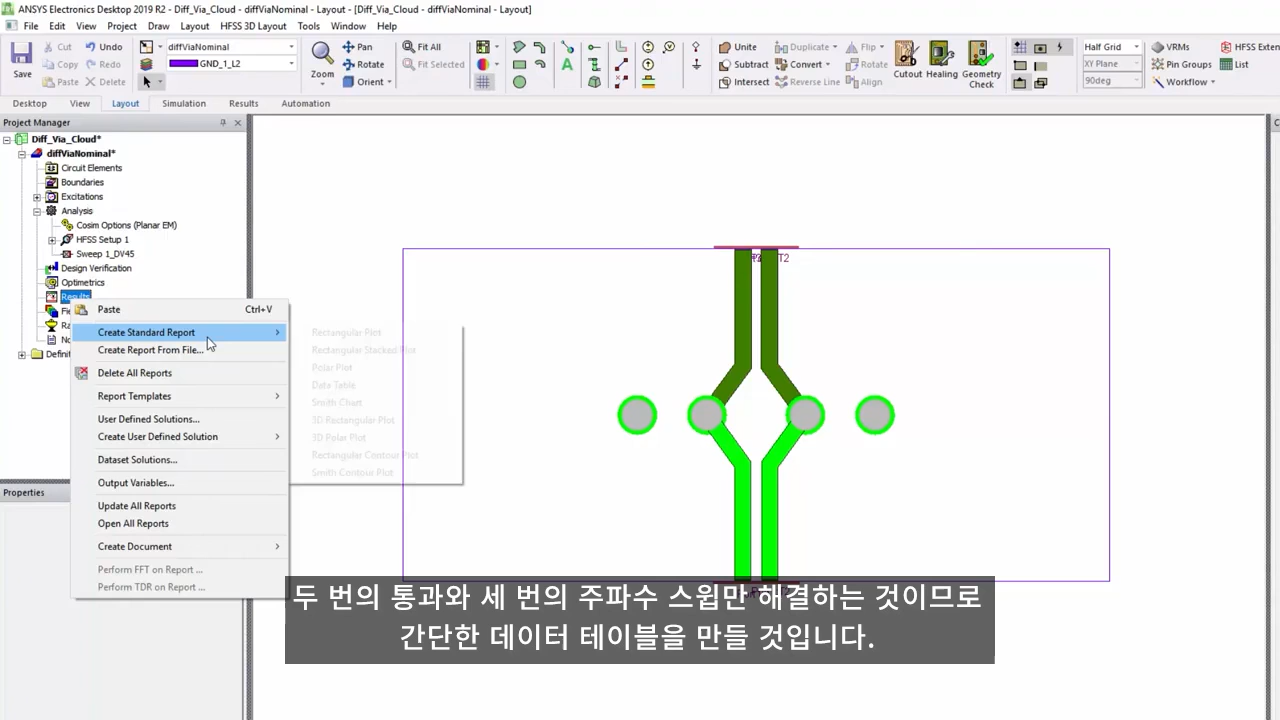 ANSYS Electronics Desktop 2019 R2 - Diff_Via_Cloud - diffViaNominal - Layout - [Diff_Via_Cloud - diffViaNominal - Layout]
File Edit View Project Draw Layout HFSS 3D Layout Tools Window Help
Save
Cut
Copy
Paste
Undo
Redo
Delete
diffViaNominal
GND_1_L2
Zoom
Pan
Rotate
Orient
Fit All
Fit Selected
Unite
Subtract
Intersect
Duplicate
Convert
Reverse Line
Flip
Rotate
Align
Cutout
Healing
Geometry
Check
Half Grid
XY Plane
90deg
VRMs
Pin Groups
Workflow
HFSS Exten
List
Desktop View Layout Simulation Results Automation
Project Manager
Diff_Via_Cloud*
diffViaNominal*
Circuit Elements
Boundaries
Excitations
Analysis
Cosim Options (Planar EM)
HFSS Setup 1
Sweep 1_DV45
Design Verification
Optimetrics
Results
Fie
Ra
No
Definit
Properties
Paste Ctrl+V
Create Standard Report
Create Report From File...
Delete All Reports
Report Templates
User Defined Solutions...
Create User Defined Solution
Dataset Solutions...
Output Variables...
Update All Reports
Open All Reports
Create Document
Perform FFT on Report ...
Perform TDR on Report ...
Rectangular Plot
Rectangular Stacked Plot
Polar Plot
Data Table
Smith Chart
3D Rectangular Plot
3D Polar Plot
Rectangular Contour Plot
Smith Contour Plot
두 번의 통과와 세 번의 주파수 스윕만 해결하는 것이므로
간단한 데이터 테이블을 만들 것입니다.